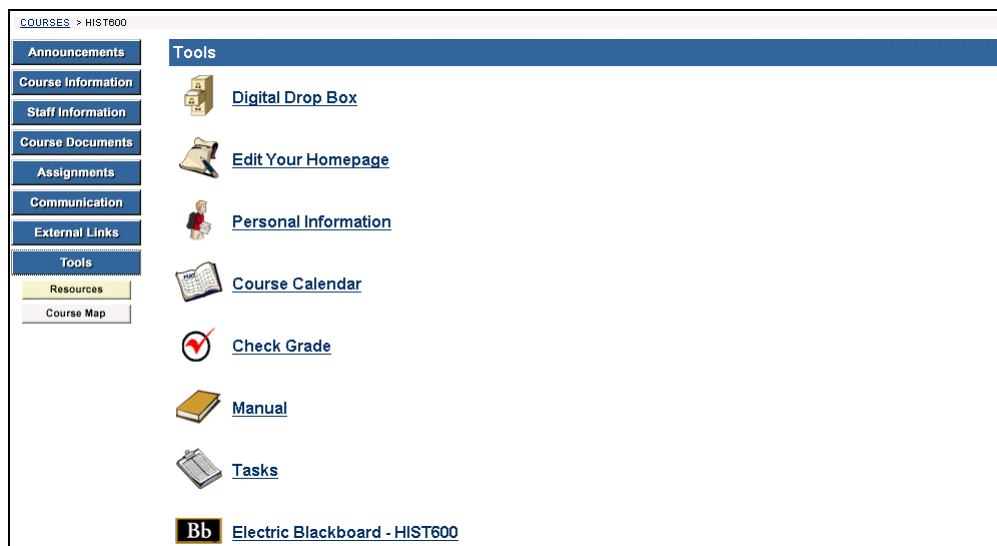 COURSES > HIST600
Announcements
Course Information
Staff Information
Course Documents
Assignments
Communication
External Links
Tools
Resources
Course Map
Tools
Digital Drop Box
Edit Your Homepage
Personal Information
MAY
Course Calendar
Check Grade
Manual
Tasks
Bb
Electric Blackboard - HIST600